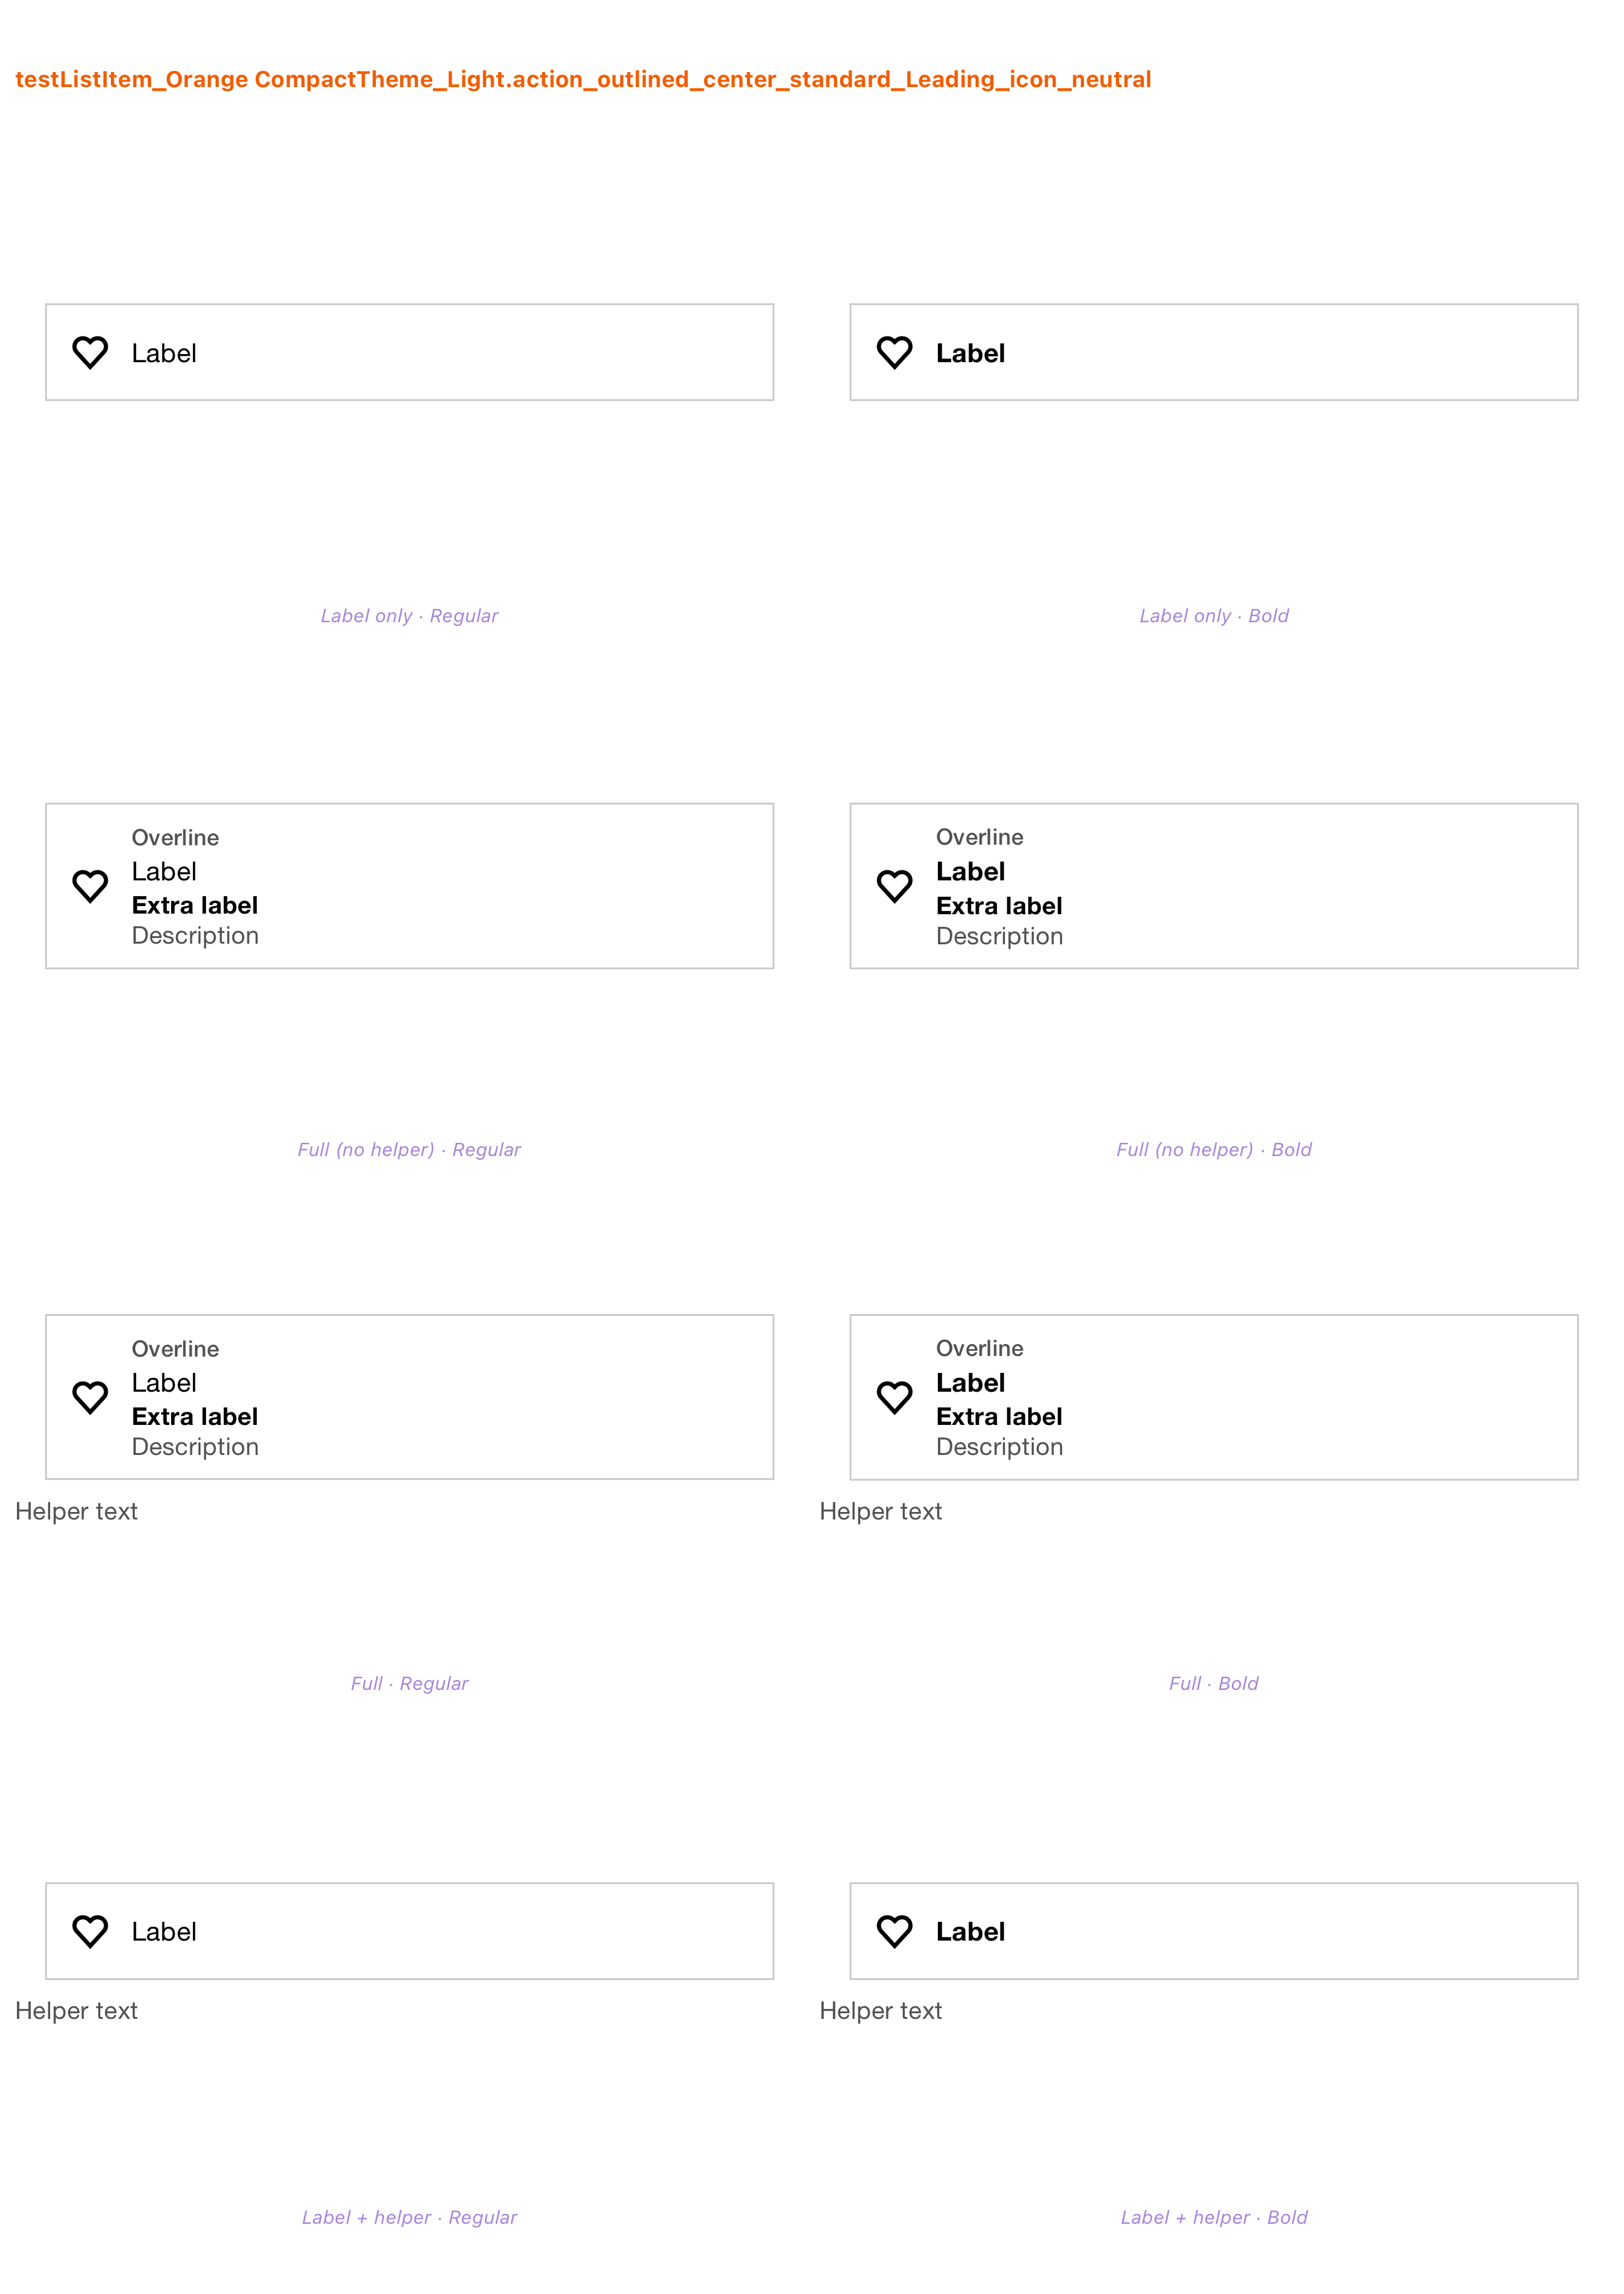 testListItem_Orange CompactTheme_Light.action_outlined_center_standard_Leading_icon_neutral
Label
Label
Label only · Regular
Label only · Bold
Overline
Label
Extra label
Description
Overline
Label
Extra label
Description
Full (no helper) · Regular
Full (no helper) · Bold
Overline
Label
Extra label
Description
Helper text
Overline
Label
Extra label
Description
Helper text
Full · Regular
Full · Bold
Label
Helper text
Label
Helper text
Label + helper · Regular
Label + helper · Bold